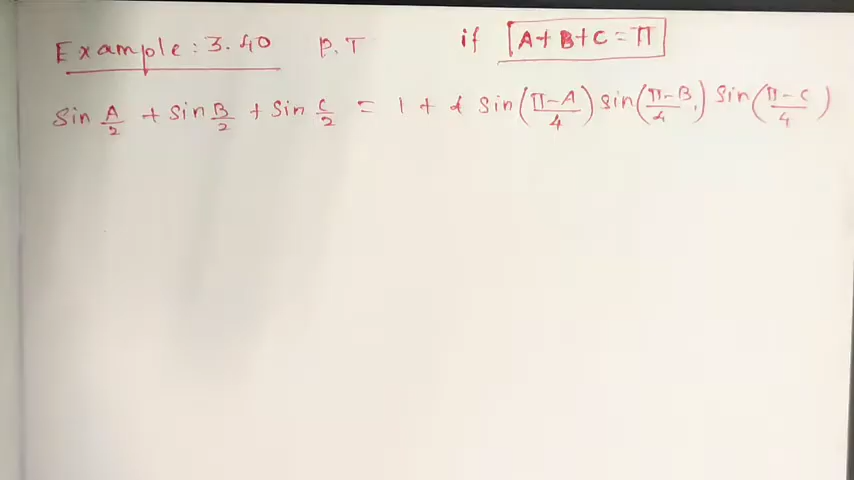 Example: 3.40 P.T if A+B+C=π
Sin A/2 + Sin B/2 + Sin C/2 = 1 + 4 Sin(π-A/4) Sin(π-B/4) Sin(π-C/4)